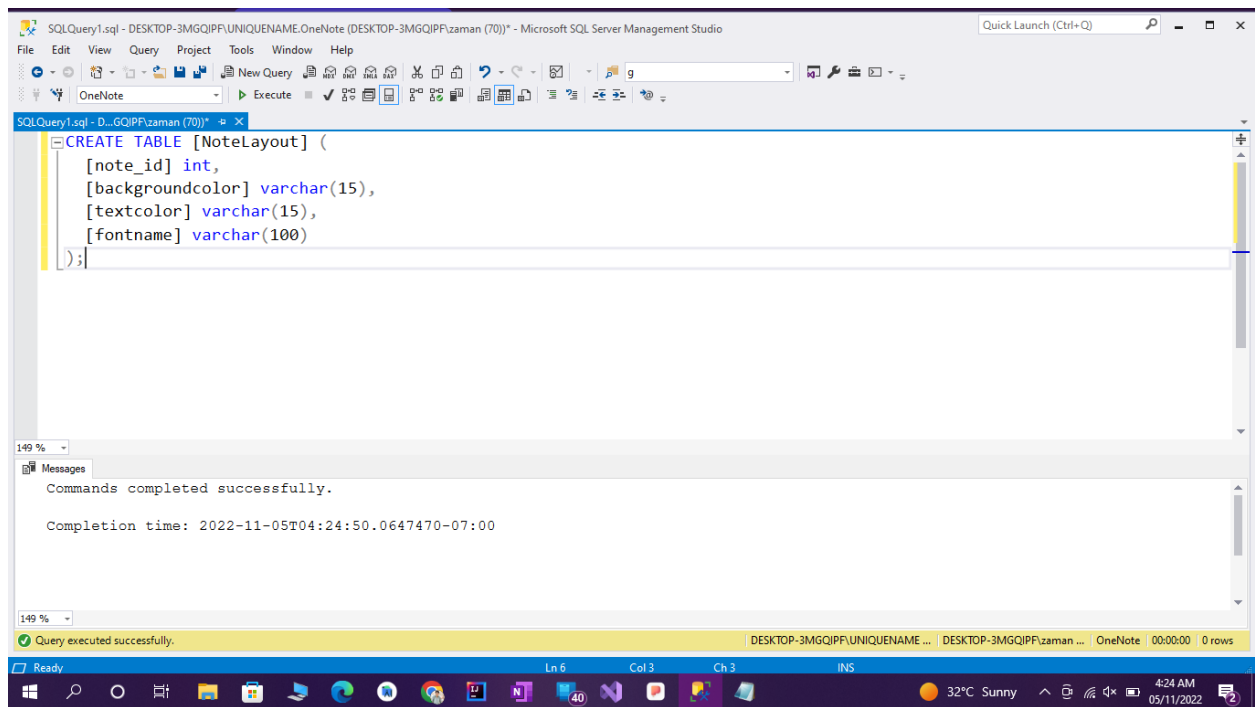 SQLQuery1.sql - DESKTOP-3MGQIPF\UNIQUENAME.OneNote (DESKTOP-3MGQIPF\zaman (70))* - Microsoft SQL Server Management Studio
Quick Launch (Ctrl+Q)
File Edit View Query Project Tools Window Help
New Query MDX DMX XMLA DAX g
OneNote Execute
SQLQuery1.sql - D...GQIPF\zaman (70))*
CREATE TABLE [NoteLayout] (
[note_id] int,
[backgroundcolor] varchar(15),
[textcolor] varchar(15),
[fontname] varchar(100)
);
149 %
Messages
Commands completed successfully.
Completion time: 2022-11-05T04:24:50.0647470-07:00
149 %
Query executed successfully. DESKTOP-3MGQIPF\UNIQUENAME ... DESKTOP-3MGQIPF\zaman ... OneNote 00:00:00 0 rows
Ready Ln 6 Col 3 Ch 3 INS
40 32°C Sunny 4:24 AM
05/11/2022 2